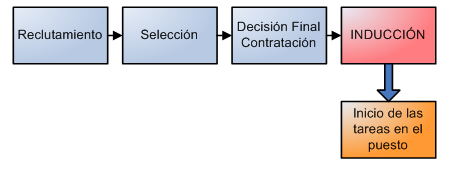 Reclutamiento
Selección
Decisión Final
Contratación
INDUCCIÓN
Inicio de las
tareas en el
puesto